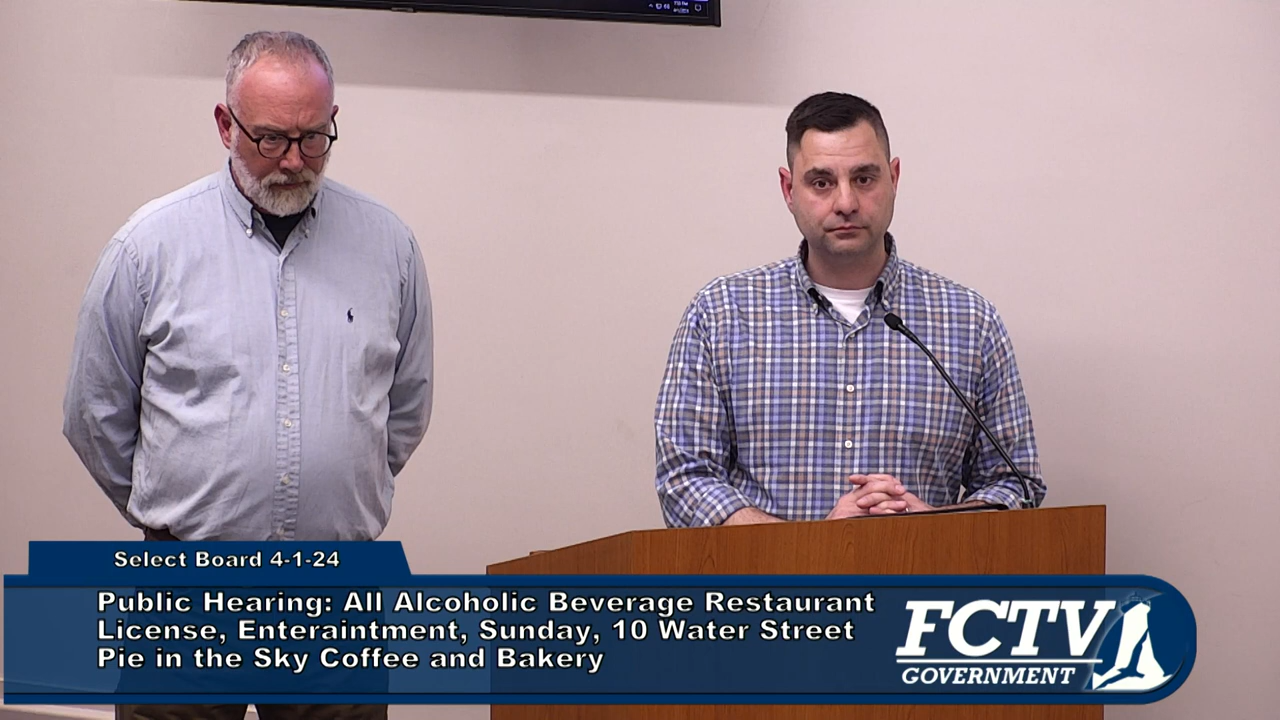 Select Board 4-1-24
Public Hearing: All Alcoholic Beverage Restaurant
License, Enteraintment, Sunday, 10 Water Street
Pie in the Sky Coffee and Bakery
FCTV
GOVERNMENT